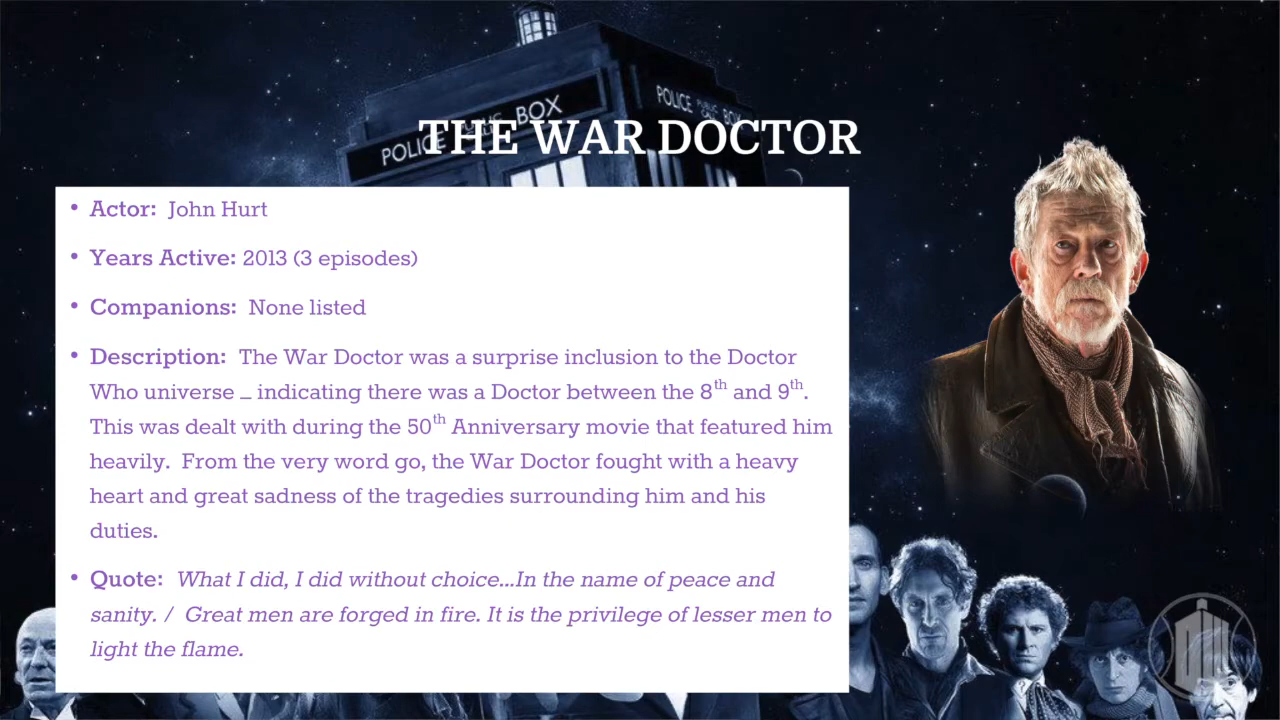 POLICE PUBLIC BOX
POLICE PUBLIC BOX
THE WAR DOCTOR
• Actor:  John Hurt
• Years Active: 2013 (3 episodes)
• Companions:  None listed
• Description:  The War Doctor was a surprise inclusion to the Doctor
Who universe – indicating there was a Doctor between the 8th and 9th.
This was dealt with during the 50th Anniversary movie that featured him
heavily.  From the very word go, the War Doctor fought with a heavy
heart and great sadness of the tragedies surrounding him and his
duties.
• Quote:  What I did, I did without choice...In the name of peace and
sanity. /  Great men are forged in fire. It is the privilege of lesser men to
light the flame.